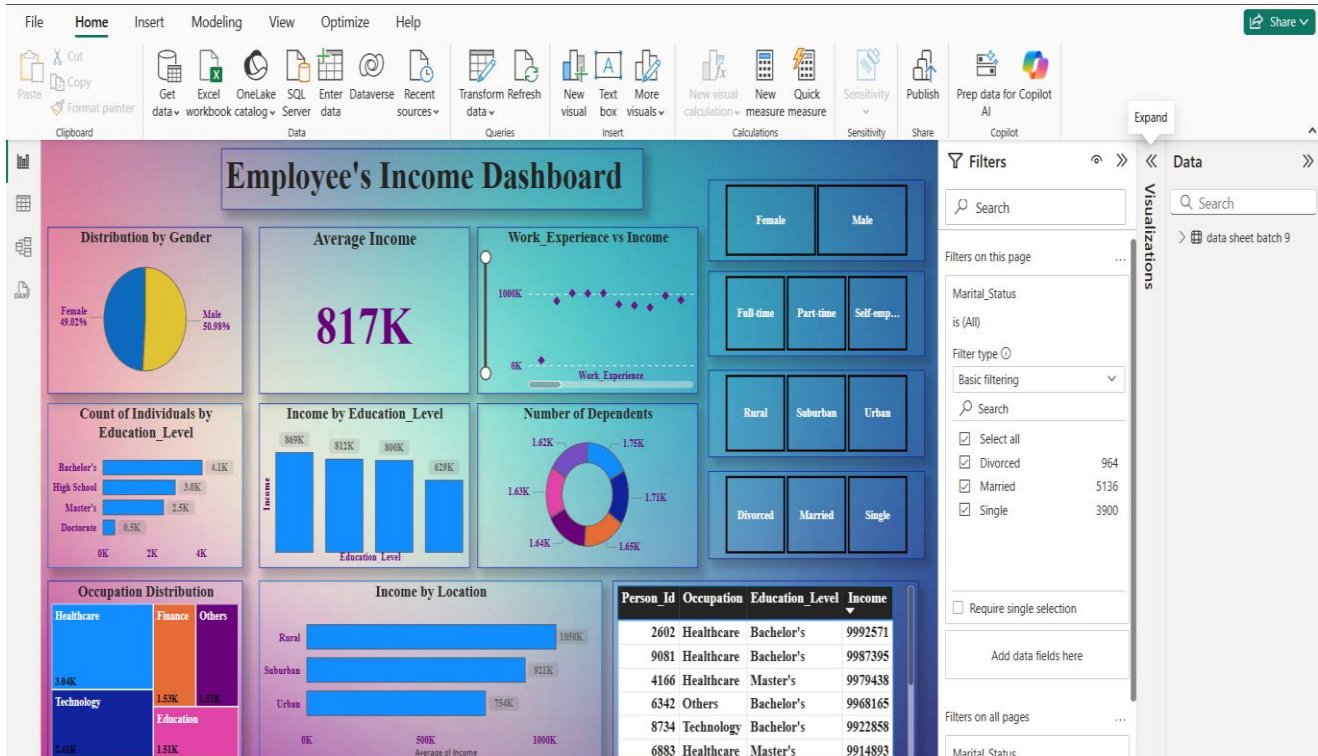 File Home Insert Modeling View Optimize Help
Share
Paste
Cut
Copy
Format painter
Clipboard
Get data
Excel workbook
OneLake catalog
SQL Server
Enter data
Dataverse
Recent sources
Data
Transform data
Refresh
Queries
New visual
Text box
More visuals
Insert
New visual calculation
New measure
Quick measure
Calculations
Sensitivity
Sensitivity
Publish
Share
Prep data for AI
Copilot
Copilot
Expand
Employee's Income Dashboard
Distribution by Gender
Female
49.02%
Male
50.98%
Average Income
817K
Work_Experience vs Income
1000K
0K
Work_Experience
Female Male
Full-time Part-time Self-emp...
Rural Suburban Urban
Divorced Married Single
Count of Individuals by
Education_Level
Bachelor's 4.1K
High School 3.0K
Master's 2.5K
Doctorate 0.5K
0K 2K 4K
Income by Education_Level
Income
869K 812K 800K 629K
Education_Level
Number of Dependents
1.62K 1.75K
1.63K 1.71K
1.64K 1.65K
Occupation Distribution
Healthcare
3.04K
Technology
2.41K
Finance
1.53K
Others
1.52K
Education
1.51K
Income by Location
Rural 1050K
Suburban 921K
Urban 754K
0K 500K 1000K
Average of Income
Person_Id Occupation Education_Level Income
2602 Healthcare Bachelor's 9992571
9081 Healthcare Bachelor's 9987395
4166 Healthcare Master's 9979438
6342 Others Bachelor's 9968165
8734 Technology Bachelor's 9922858
6883 Healthcare Master's 9914893
Filters
Search
Filters on this page ...
Marital_Status
is (All)
Filter type
Basic filtering
Search
Select all
Divorced 964
Married 5136
Single 3900
Require single selection
Add data fields here
Filters on all pages ...
Marital_Status
Visualizations
Data
Search
data sheet batch 9